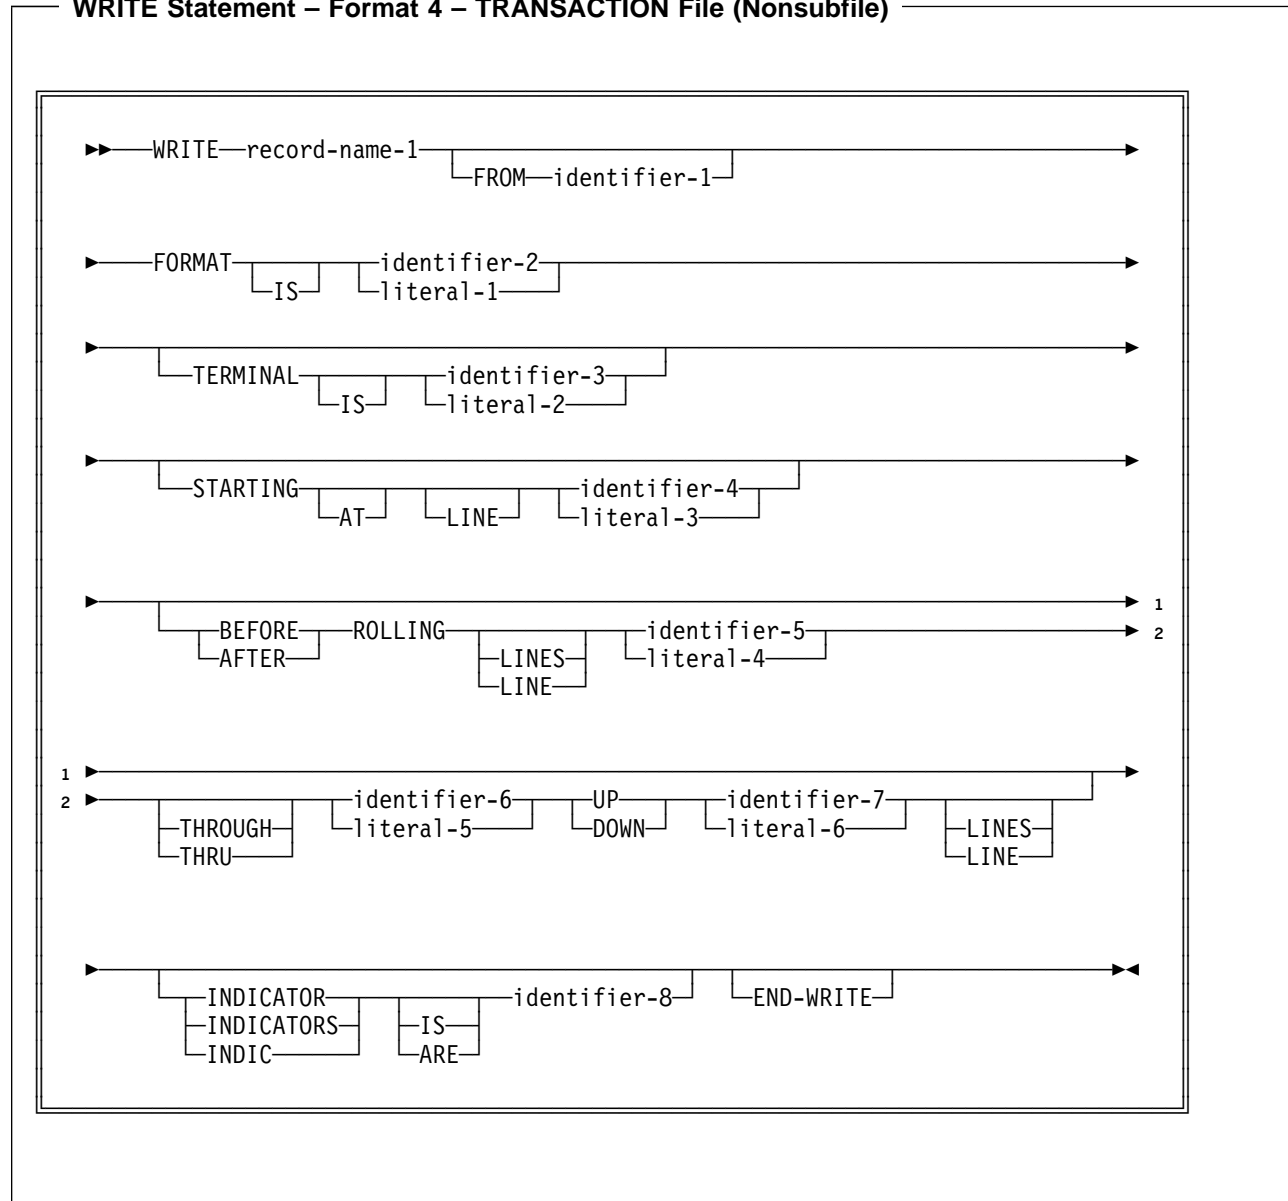 WRITE Statement – Format 4 – TRANSACTION File (Nonsubfile)
WRITE record-name-1
FROM identifier-1
FORMAT identifier-2
IS literal-1
TERMINAL identifier-3
IS literal-2
STARTING identifier-4
AT LINE literal-3
1
BEFORE ROLLING identifier-5 2
AFTER LINES literal-4
LINE
1
2 identifier-6 UP identifier-7
THROUGH literal-5 DOWN literal-6 LINES
THRU LINE
INDICATOR identifier-8 END-WRITE
INDICATORS IS
INDIC ARE